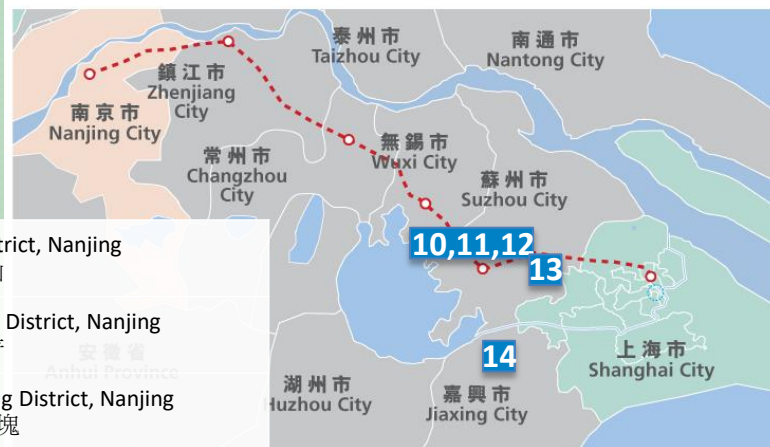 泰州市
Taizhou City
南通市
Nantong City
鎮江市
Zhenjiang
City
南京市
Nanjing City
無錫市
Wuxi City
常州市
Changzhou
City
蘇州市
Suzhou City
10,11,12
13
trict, Nanjing
District, Nanjing
安徽省
Anhui Province
g District, Nanjing
塊
14
上海市
Shanghai City
湖州市
Huzhou City
嘉興市
Jiaxing City